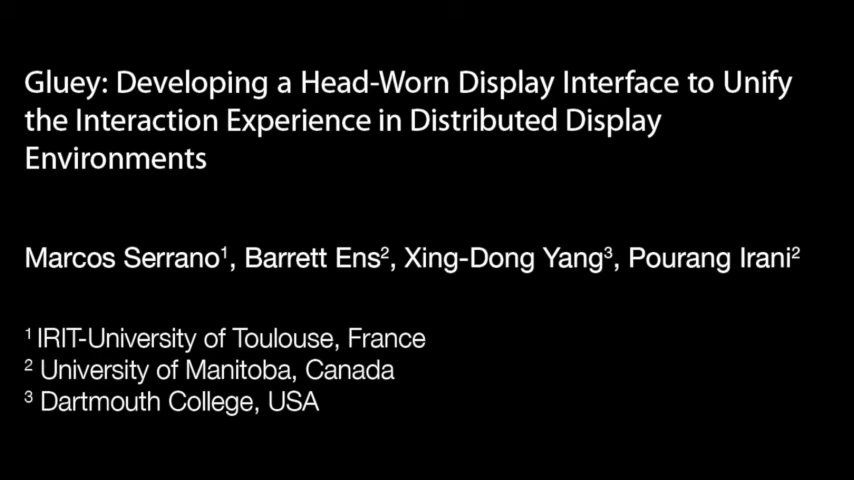 Gluey: Developing a Head-Worn Display Interface to Unify
the Interaction Experience in Distributed Display
Environments
Marcos Serrano¹, Barrett Ens², Xing-Dong Yang³, Pourang Irani²
¹ IRIT-University of Toulouse, France
² University of Manitoba, Canada
³ Dartmouth College, USA